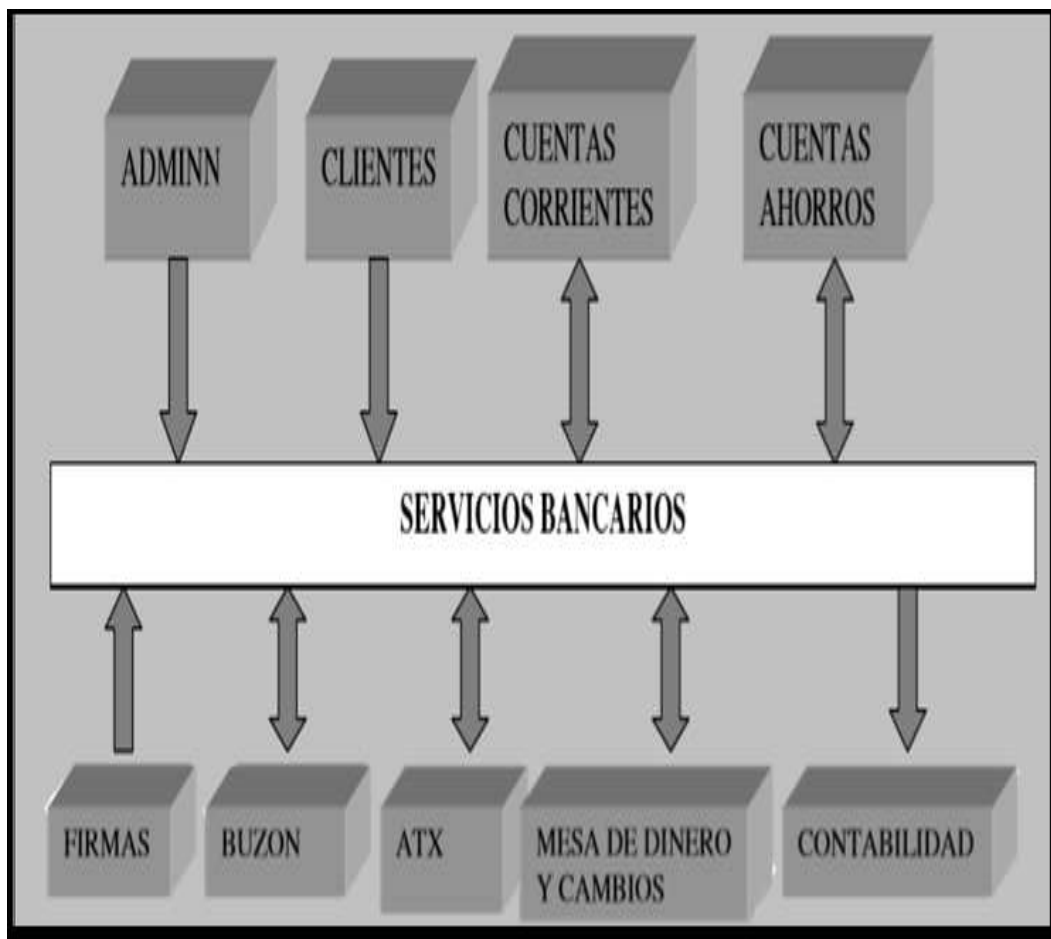 ADMINN
CLIENTES
CUENTAS
CORRIENTES
CUENTAS
AHORROS
SERVICIOS BANCARIOS
FIRMAS
BUZON
ATX
MESA DE DINERO
Y CAMBIOS
CONTABILIDAD